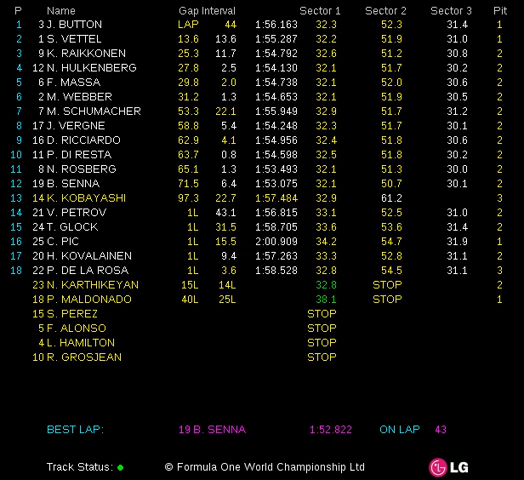 P Name Gap Interval Sector 1 Sector 2 Sector 3 Pit
1 3 J. BUTTON LAP 44 1:56.163 32.3 52.3 31.4 1
2 1 S. VETTEL 13.6 13.6 1:55.287 32.2 51.9 31.0 1
3 9 K. RAIKKONEN 25.3 11.7 1:54.792 32.6 51.2 30.8 2
4 12 N. HULKENBERG 27.8 2.5 1:54.130 32.1 51.7 30.2 2
5 6 F. MASSA 29.8 2.0 1:54.738 32.1 52.0 30.6 2
6 2 M. WEBBER 31.2 1.3 1:54.653 32.1 51.9 30.5 2
7 7 M. SCHUMACHER 53.3 22.1 1:55.949 32.9 51.7 31.2 2
8 17 J. VERGNE 58.8 5.4 1:54.248 32.3 51.7 30.1 2
9 16 D. RICCIARDO 62.9 4.1 1:54.956 32.4 51.8 30.6 2
10 11 P. DI RESTA 63.7 0.8 1:54.598 32.5 51.8 30.2 2
11 8 N. ROSBERG 65.1 1.3 1:53.493 32.1 51.3 30.0 2
12 19 B. SENNA 71.5 6.4 1:53.075 32.1 50.7 30.1 2
13 14 K. KOBAYASHI 97.3 22.7 1:57.484 32.9 61.2 3
14 21 V. PETROV 1L 43.1 1:56.815 33.1 52.5 31.0 2
15 24 T. GLOCK 1L 31.5 1:58.705 33.6 53.6 31.4 2
16 25 C. PIC 1L 15.5 2:00.909 34.2 54.7 31.9 1
17 20 H. KOVALAINEN 1L 9.4 1:57.263 33.3 52.8 31.1 2
18 22 P. DE LA ROSA 1L 3.6 1:58.528 32.8 54.5 31.1 3
23 N. KARTHIKEYAN 15L 14L 32.8 STOP 2
18 P. MALDONADO 40L 25L 38.1 STOP 1
15 S. PEREZ STOP
5 F. ALONSO STOP
4 L. HAMILTON STOP
10 R. GROSJEAN STOP
BEST LAP: 19 B. SENNA 1:52.822 ON LAP 43
Track Status: © Formula One World Championship Ltd LG